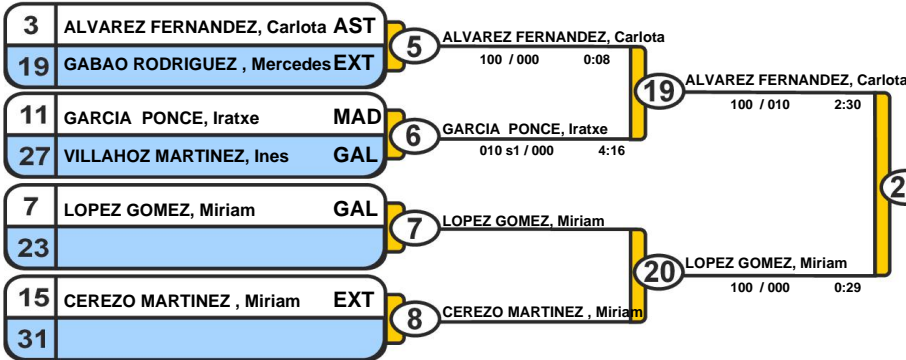 3 ALVAREZ FERNANDEZ, Carlota AST
19 GABAO RODRIGUEZ , Mercedes EXT
5 ALVAREZ FERNANDEZ, Carlota
100 / 000 0:08
11 GARCIA PONCE, Iratxe MAD
27 VILLAHOZ MARTINEZ, Ines GAL
6 GARCIA PONCE, Iratxe
010 s1 / 000 4:16
19 ALVAREZ FERNANDEZ, Carlota
100 / 010 2:30
7 LOPEZ GOMEZ, Miriam GAL
23
7 LOPEZ GOMEZ, Miriam
15 CEREZO MARTINEZ , Miriam EXT
31
8 CEREZO MARTINEZ , Miriam
20 LOPEZ GOMEZ, Miriam
100 / 000 0:29